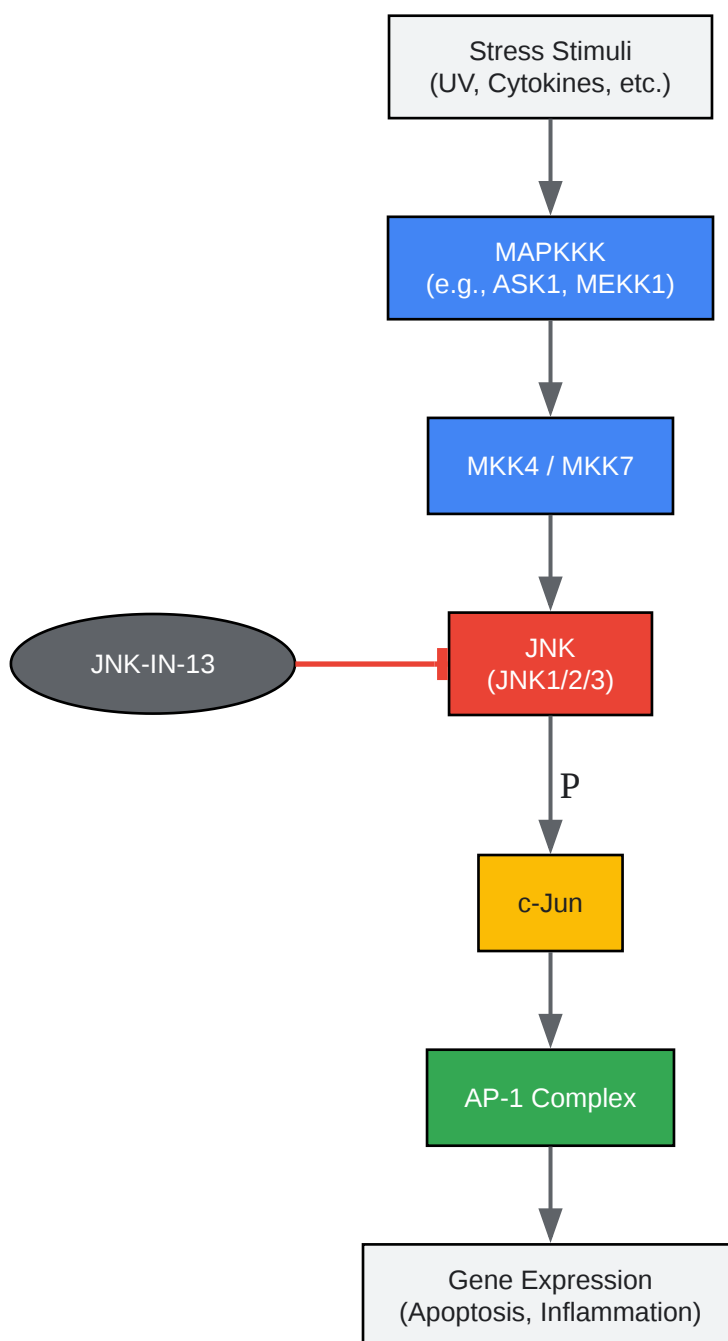 Stress Stimuli
(UV, Cytokines, etc.)
MAPKKK
(e.g., ASK1, MEKK1)
MKK4 / MKK7
JNK-IN-13
JNK
(JNK1/2/3)
P
c-Jun
AP-1 Complex
Gene Expression
(Apoptosis, Inflammation)